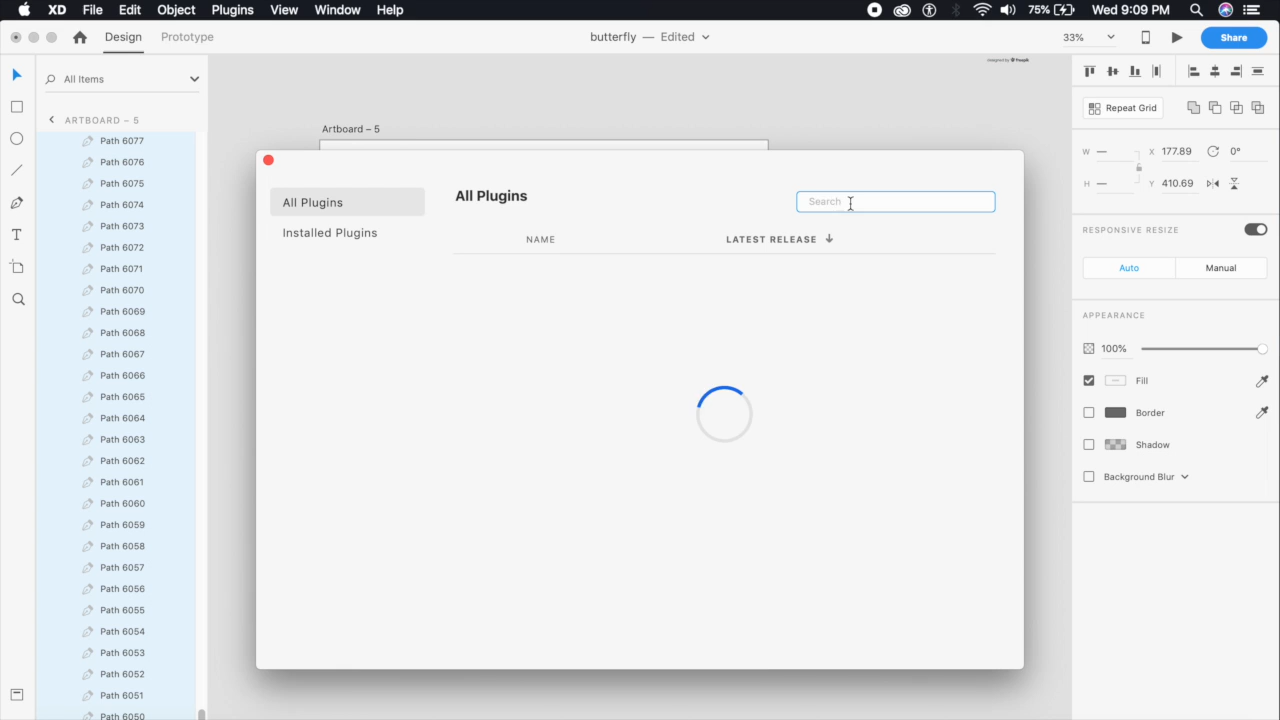 XD File Edit Object Plugins View Window Help
75% Wed 9:09 PM
Design Prototype
butterfly — Edited
33%
Share
All Items
ARTBOARD – 5
Path 6077
Path 6076
Path 6075
Path 6074
Path 6073
Path 6072
Path 6071
Path 6070
Path 6069
Path 6068
Path 6067
Path 6066
Path 6065
Path 6064
Path 6063
Path 6062
Path 6061
Path 6060
Path 6059
Path 6058
Path 6057
Path 6056
Path 6055
Path 6054
Path 6053
Path 6052
Path 6051
Path 6050
designed by Freepik
Artboard – 5
All Plugins
Installed Plugins
All Plugins
Search
NAME
LATEST RELEASE
Repeat Grid
W — X 177.89 0°
H — Y 410.69
RESPONSIVE RESIZE
Auto Manual
APPEARANCE
100%
Fill
Border
Shadow
Background Blur